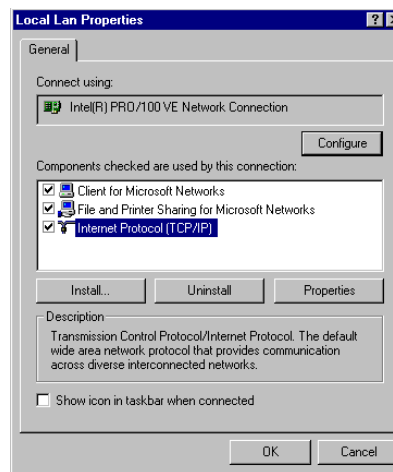 Local Lan Properties
General
Connect using:
Intel(R) PRO/100 VE Network Connection
Configure
Components checked are used by this connection:
Client for Microsoft Networks
File and Printer Sharing for Microsoft Networks
Internet Protocol (TCP/IP)
Install... Uninstall Properties
Description
Transmission Control Protocol/Internet Protocol. The default
wide area network protocol that provides communication
across diverse interconnected networks.
Show icon in taskbar when connected
OK Cancel